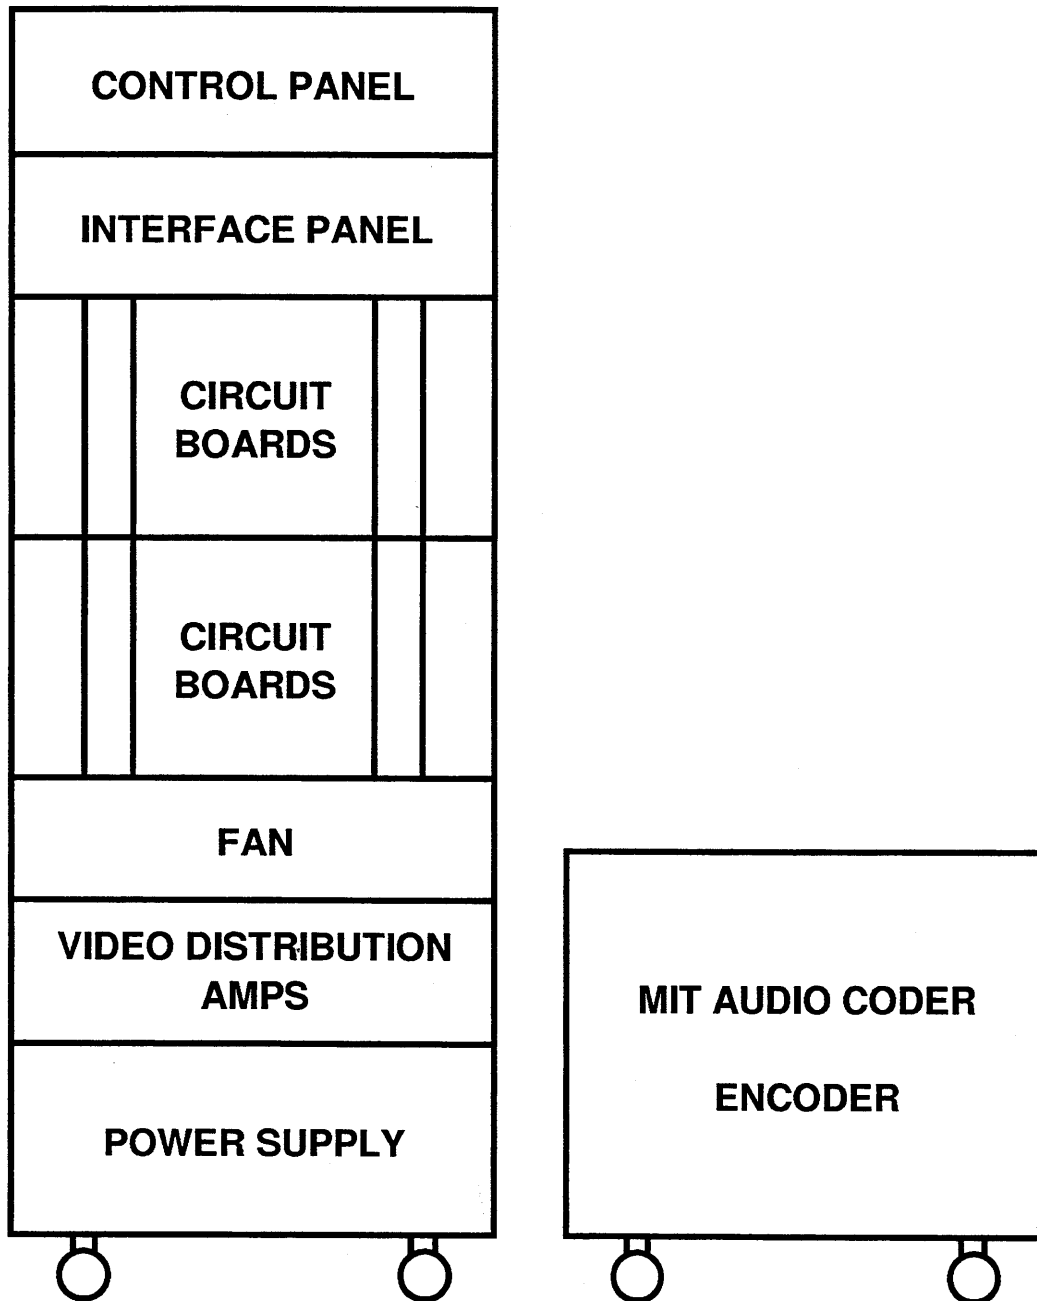 CONTROL PANEL
INTERFACE PANEL
CIRCUIT
BOARDS
CIRCUIT
BOARDS
FAN
VIDEO DISTRIBUTION
AMPS
POWER SUPPLY
MIT AUDIO CODER
ENCODER